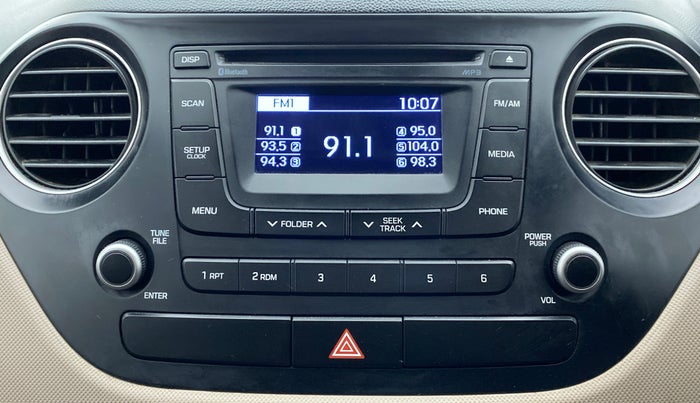 DISP
Bluetooth
MP3
SCAN
FM1 10:07
FM/AM
91.1 1
4 95.0
93.5 2
91.1
5 104.0
94.3 3
6 98.3
SETUP
CLOCK
MEDIA
MENU
FOLDER
SEEK
TRACK
PHONE
TUNE
FILE
POWER
PUSH
1 RPT
2 RDM
3
4
5
6
ENTER
VOL